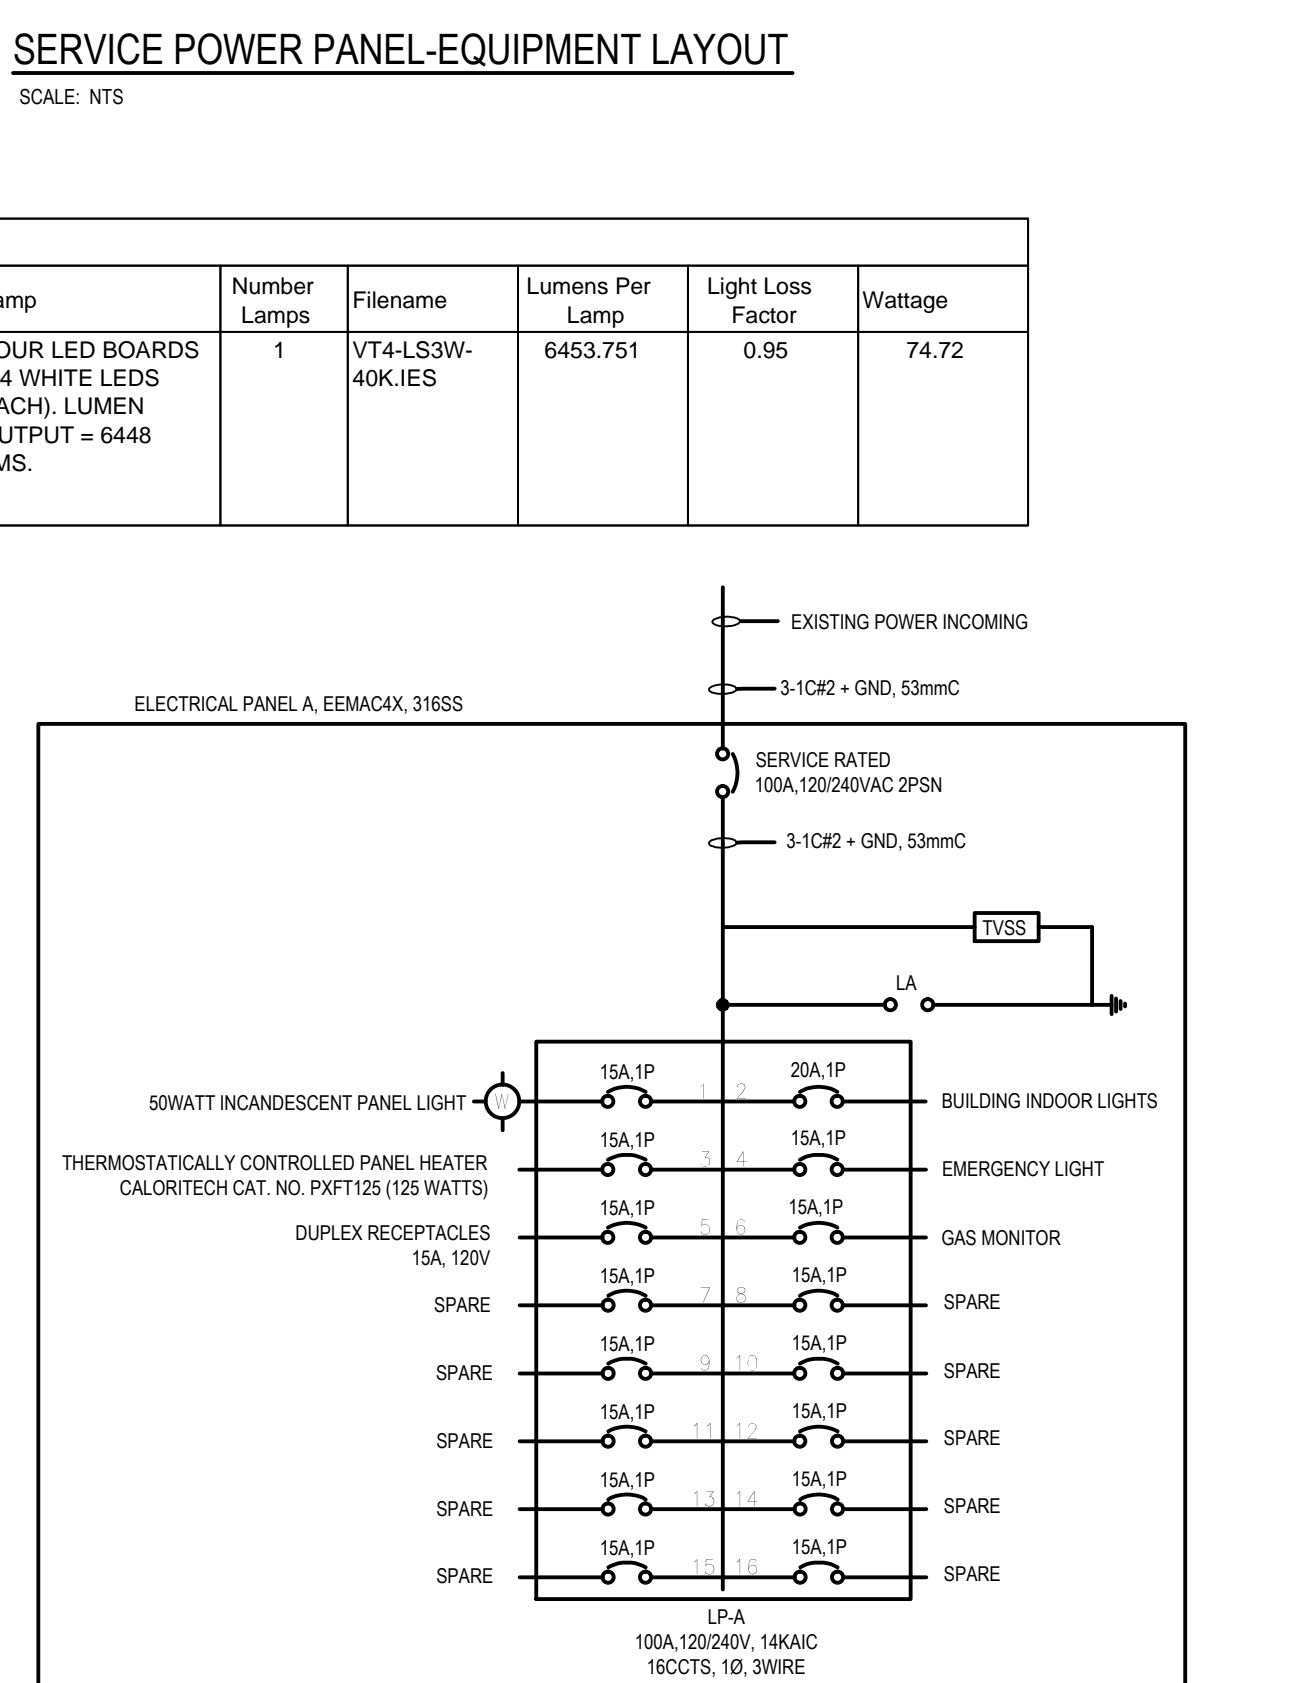 SERVICE POWER PANEL-EQUIPMENT LAYOUT
SCALE: NTS
amp
Number
Lamps
Filename
Lumens Per
Lamp
Light Loss
Factor
Wattage
OUR LED BOARDS
4 WHITE LEDS
ACH). LUMEN
UTPUT = 6448
MS.
1
VT4-LS3W-
40K.IES
6453.751
0.95
74.72
EXISTING POWER INCOMING
3-1C#2 + GND, 53mmC
ELECTRICAL PANEL A, EEMAC4X, 316SS
SERVICE RATED
100A,120/240VAC 2PSN
3-1C#2 + GND, 53mmC
TVSS
LA
50WATT INCANDESCENT PANEL LIGHT W 15A,1P 1 2 20A,1P BUILDING INDOOR LIGHTS
THERMOSTATICALLY CONTROLLED PANEL HEATER
CALORITECH CAT. NO. PXFT125 (125 WATTS)
15A,1P 3 4 15A,1P EMERGENCY LIGHT
DUPLEX RECEPTACLES
15A, 120V
15A,1P 5 6 15A,1P GAS MONITOR
SPARE 15A,1P 7 8 15A,1P SPARE
SPARE 15A,1P 9 10 15A,1P SPARE
SPARE 15A,1P 11 12 15A,1P SPARE
SPARE 15A,1P 13 14 15A,1P SPARE
SPARE 15A,1P 15 16 15A,1P SPARE
LP-A
100A,120/240V, 14KAIC
16CCTS, 1Ø, 3WIRE